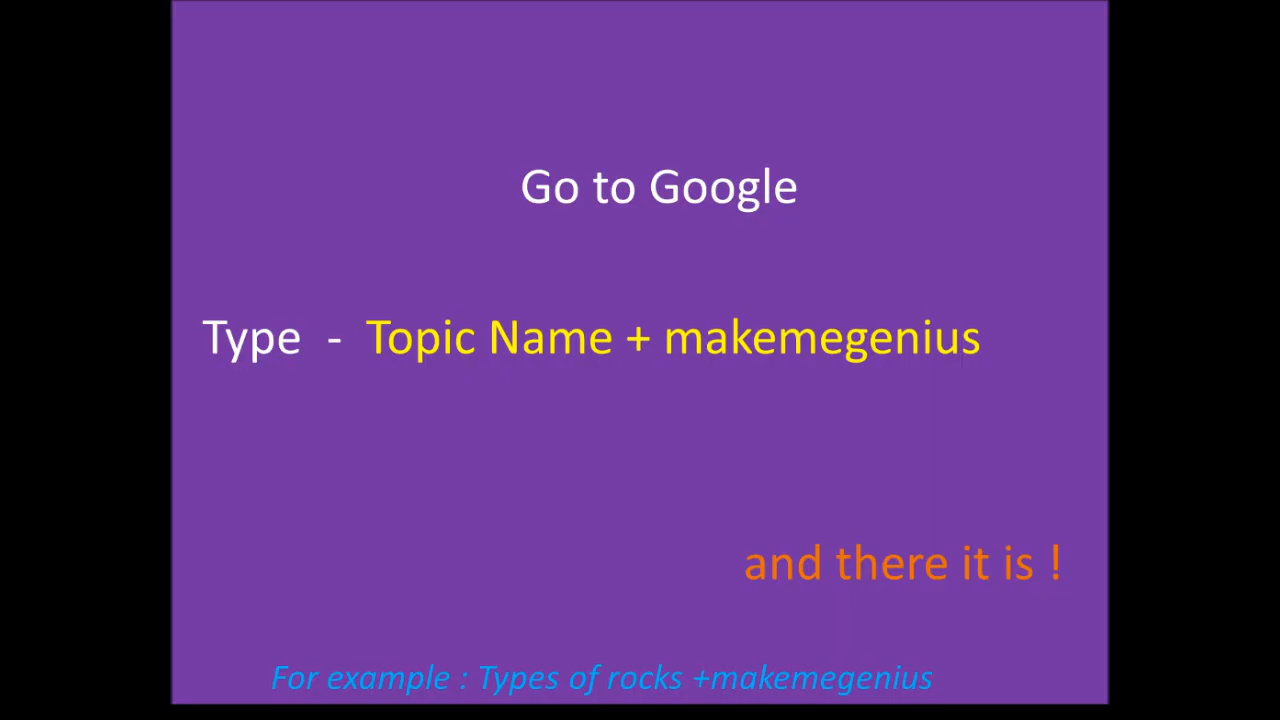 Go to Google
Type - Topic Name + makemegenius
and there it is !
For example : Types of rocks +makemegenius